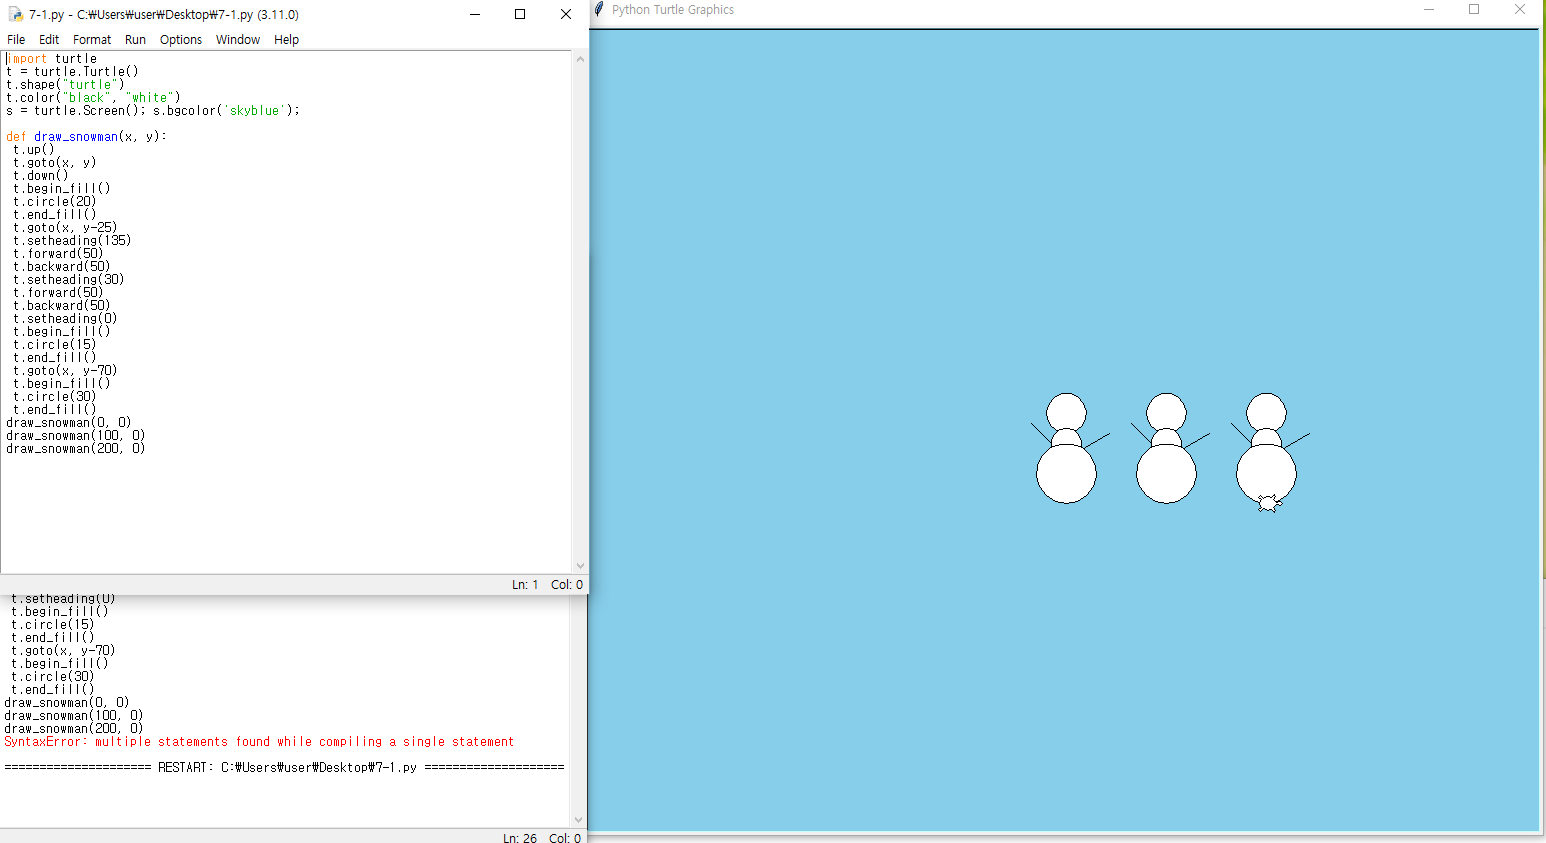 7-1.py - C:₩Users₩user₩Desktop₩7-1.py (3.11.0)
File Edit Format Run Options Window Help
import turtle
t = turtle.Turtle()
t.shape("turtle")
t.color("black", "white")
s = turtle.Screen(); s.bgcolor('skyblue');
def draw_snowman(x, y):
t.up()
t.goto(x, y)
t.down()
t.begin_fill()
t.circle(20)
t.end_fill()
t.goto(x, y-25)
t.setheading(135)
t.forward(50)
t.backward(50)
t.setheading(30)
t.forward(50)
t.backward(50)
t.setheading(0)
t.begin_fill()
t.circle(15)
t.end_fill()
t.goto(x, y-70)
t.begin_fill()
t.circle(30)
t.end_fill()
draw_snowman(0, 0)
draw_snowman(100, 0)
draw_snowman(200, 0)
Ln: 1 Col: 0
t.setheading(0)
t.begin_fill()
t.circle(15)
t.end_fill()
t.goto(x, y-70)
t.begin_fill()
t.circle(30)
t.end_fill()
draw_snowman(0, 0)
draw_snowman(100, 0)
draw_snowman(200, 0)
SyntaxError: multiple statements found while compiling a single statement
===================== RESTART: C:₩Users₩user₩Desktop₩7-1.py ====================
Ln: 26 Col: 0
Python Turtle Graphics